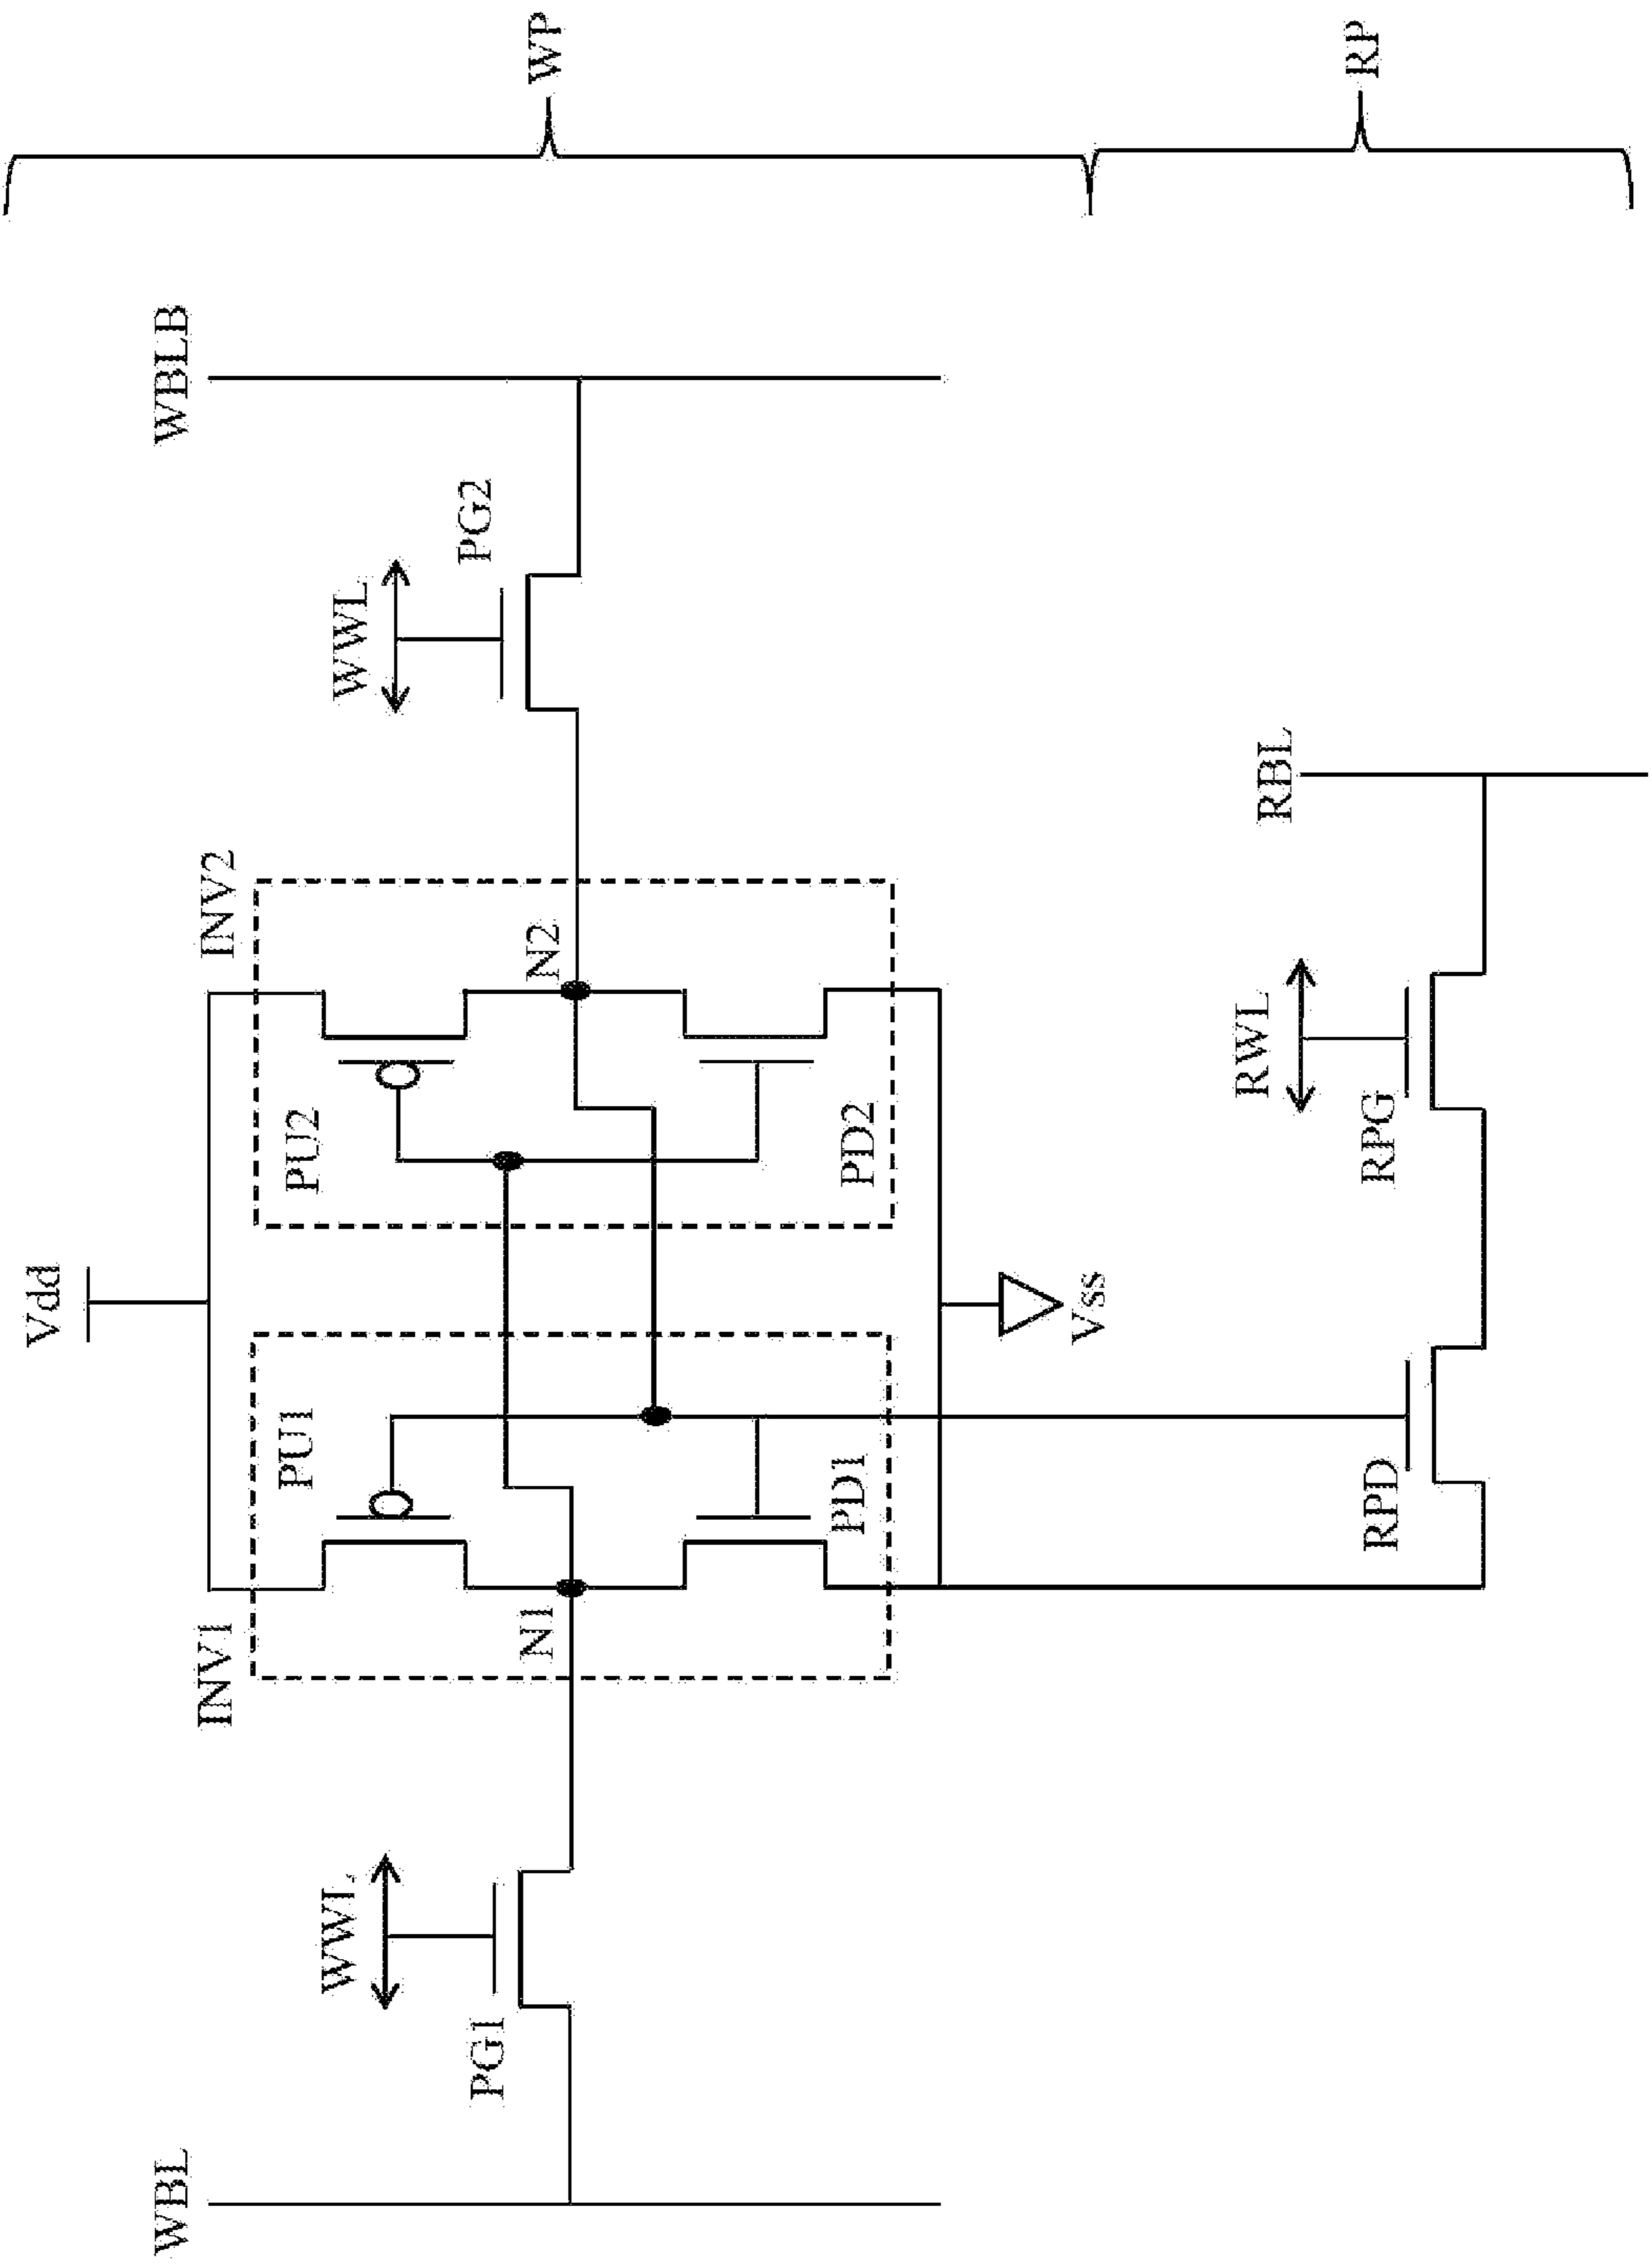 Vdd
WBL
INV1
INV2
WBLB
PU1
PU2
WWL
WWL
PG1
PG2
N1
N2
WP
PD1
PD2
Vss
RWL
RBL
RPD
RPG
RP